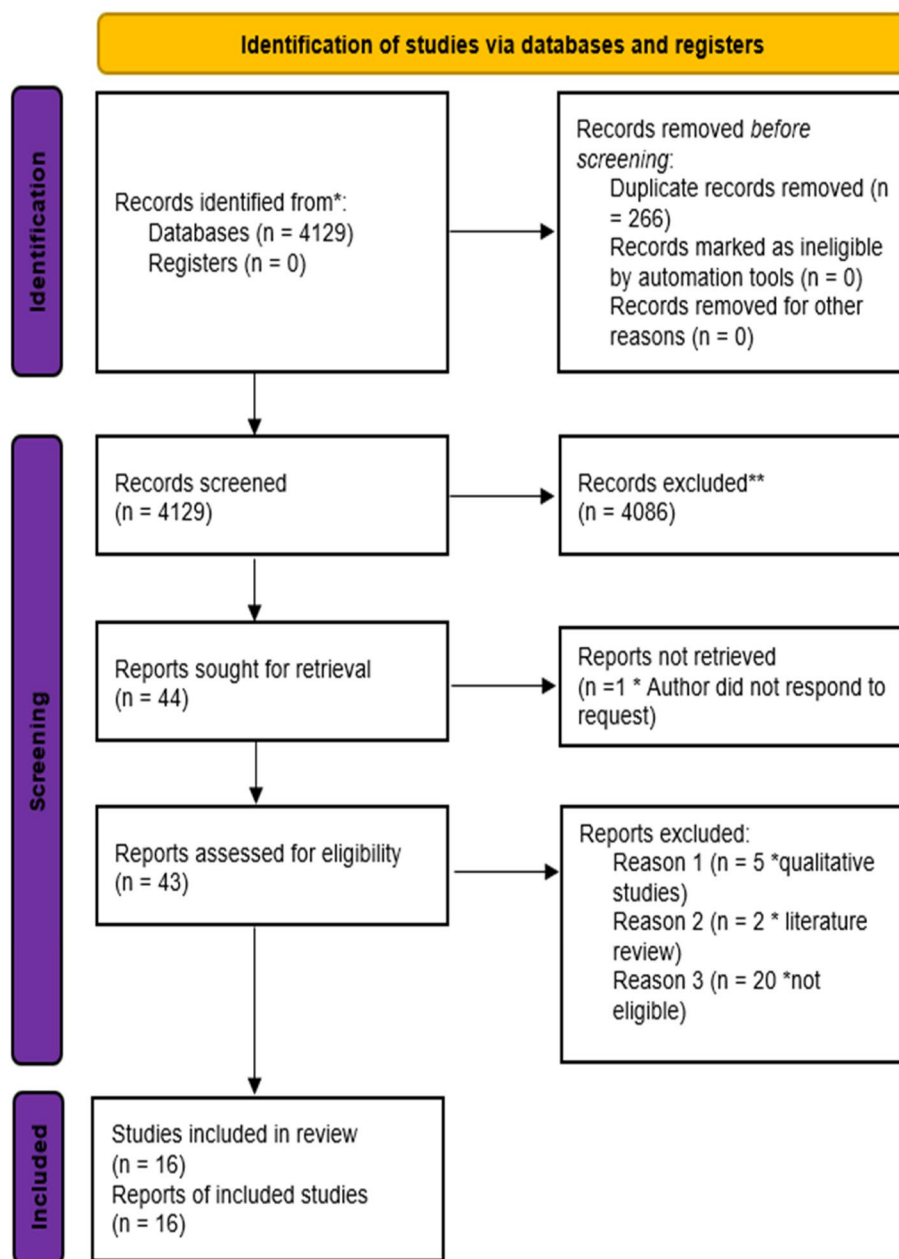 Identification of studies via databases and registers
Identification
Records identified from*:
Databases (n = 4129)
Registers (n = 0)
Records removed before
screening:
Duplicate records removed (n
= 266)
Records marked as ineligible
by automation tools (n = 0)
Records removed for other
reasons (n = 0)
Screening
Records screened
(n = 4129)
Records excluded**
(n = 4086)
Reports sought for retrieval
(n = 44)
Reports not retrieved
(n =1 * Author did not respond to
request)
Reports assessed for eligibility
(n = 43)
Reports excluded:
Reason 1 (n = 5 *qualitative
studies)
Reason 2 (n = 2 * literature
review)
Reason 3 (n = 20 *not
eligible)
Included
Studies included in review
(n = 16)
Reports of included studies
(n = 16)